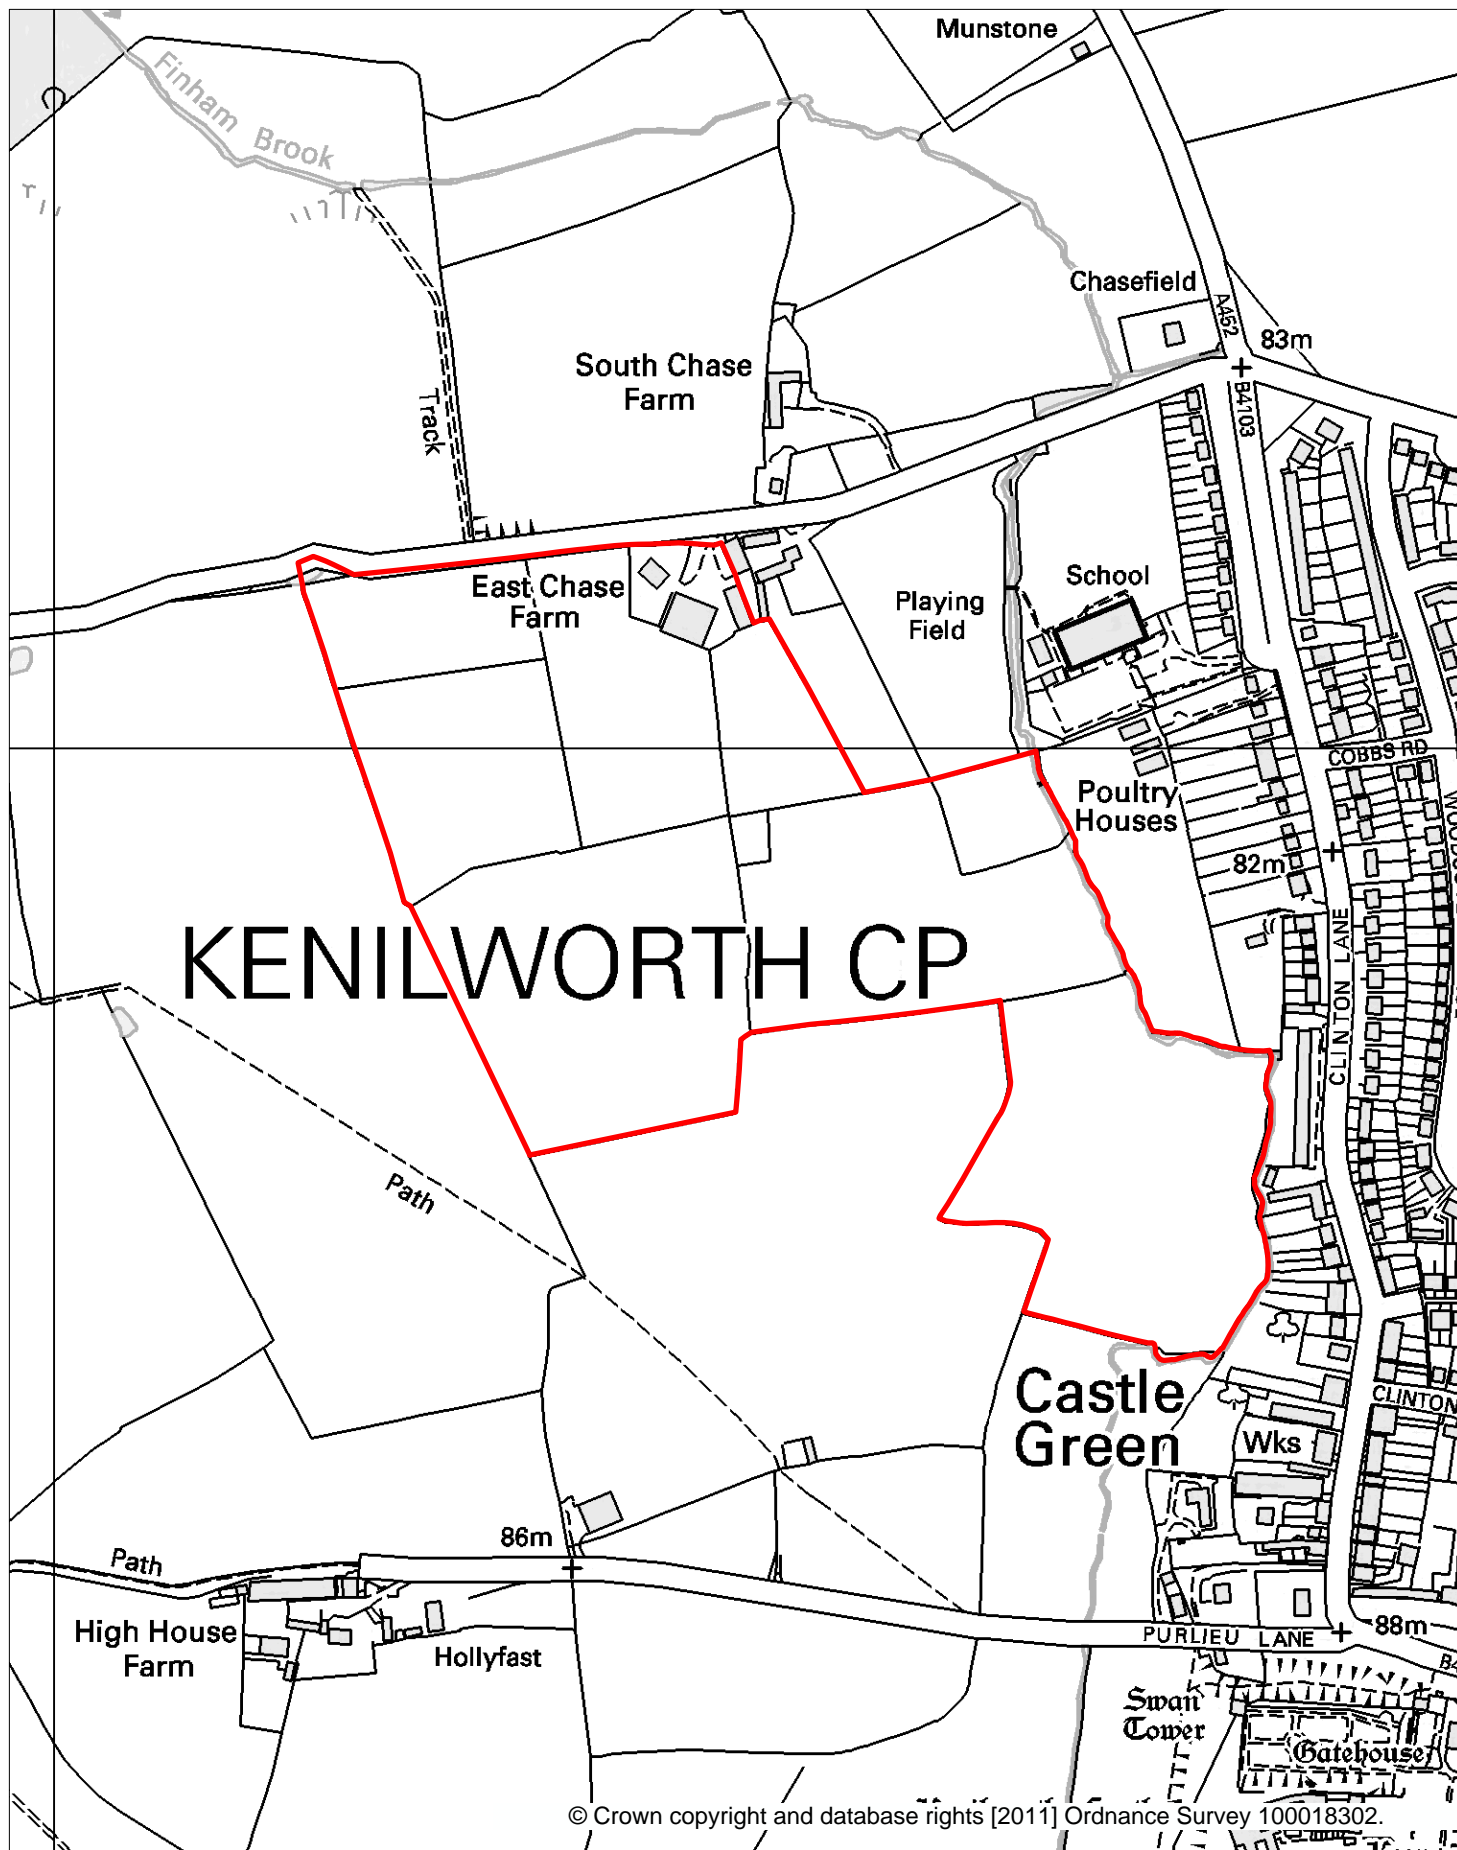 Munstone
Finham
Brook
Chasefield
A452
83m
South Chase
Farm
B4103
Track
School
East Chase
Farm
Playing
Field
COBBS RD
Poultry
Houses
82m
CLINTON LANE
KENILWORTH CP
Path
Castle
Green
CLINTON
Wks
86m
Path
High House
Farm
Hollyfast
PURLIEU LANE
88m
Swan
Tower
Gatehouse
© Crown copyright and database rights [2011] Ordnance Survey 100018302.